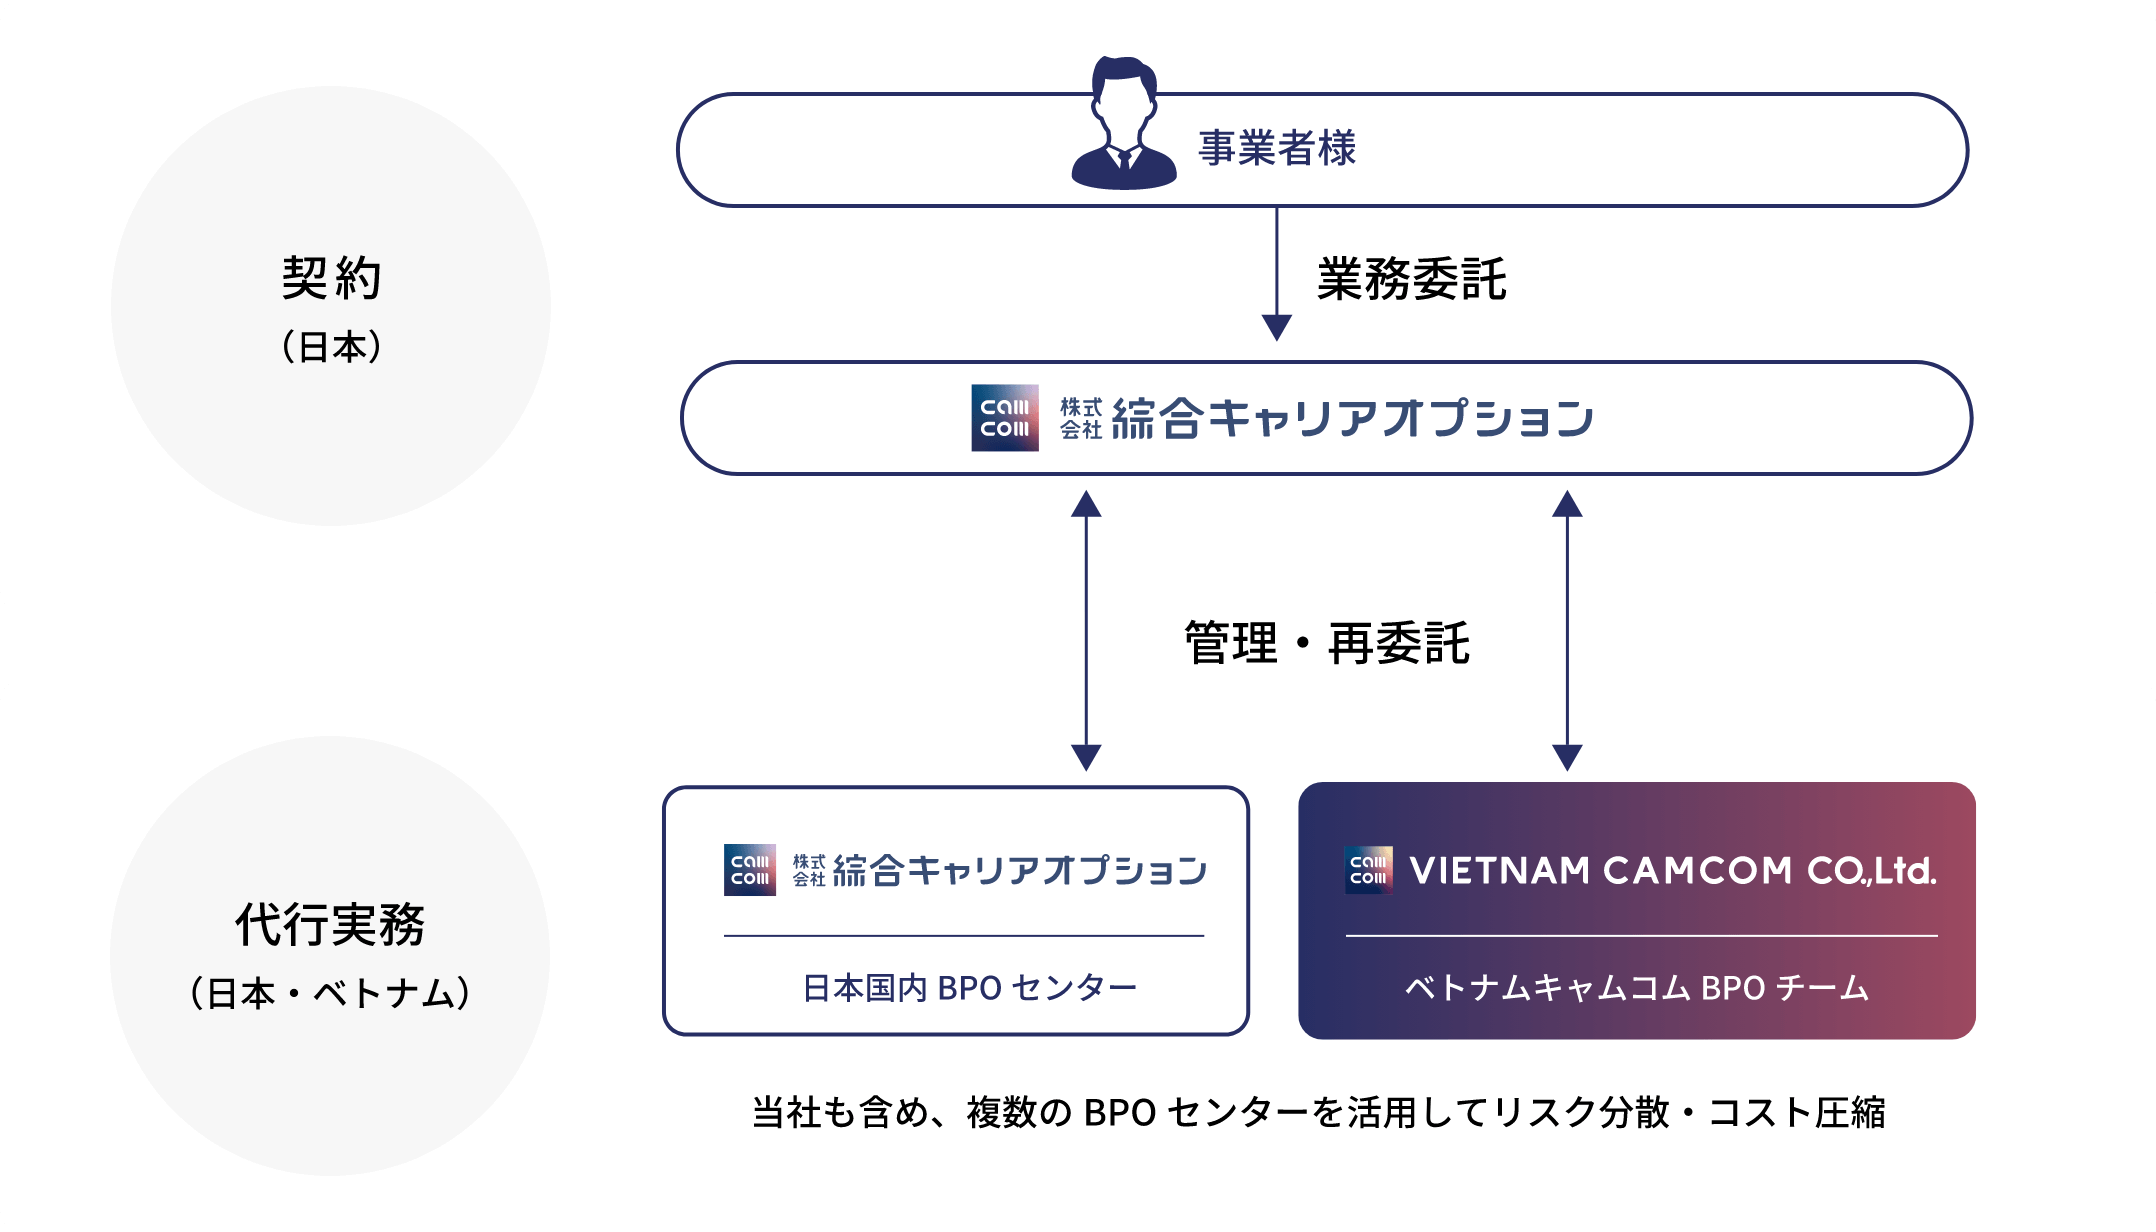 事業者様
契約
（日本）
業務委託
cam
com
株式
会社
綜合キャリアオプション
管理・再委託
代行実務
（日本・ベトナム）
cam
com
株式
会社
綜合キャリアオプション
日本国内 BPO センター
cam
com
VIETNAM CAMCOM CO.,Ltd.
ベトナムキャムコム BPO チーム
当社も含め、複数の BPO センターを活用してリスク分散・コスト圧縮